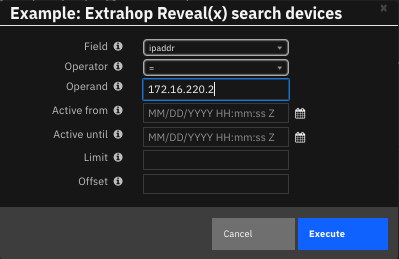 Example: Extrahop Reveal(x) search devices
Field ipaddr
Operator =
Operand 172.16.220.2
Active from MM/DD/YYYY HH:mm:ss Z
Active until MM/DD/YYYY HH:mm:ss Z
Limit
Offset
Cancel Execute